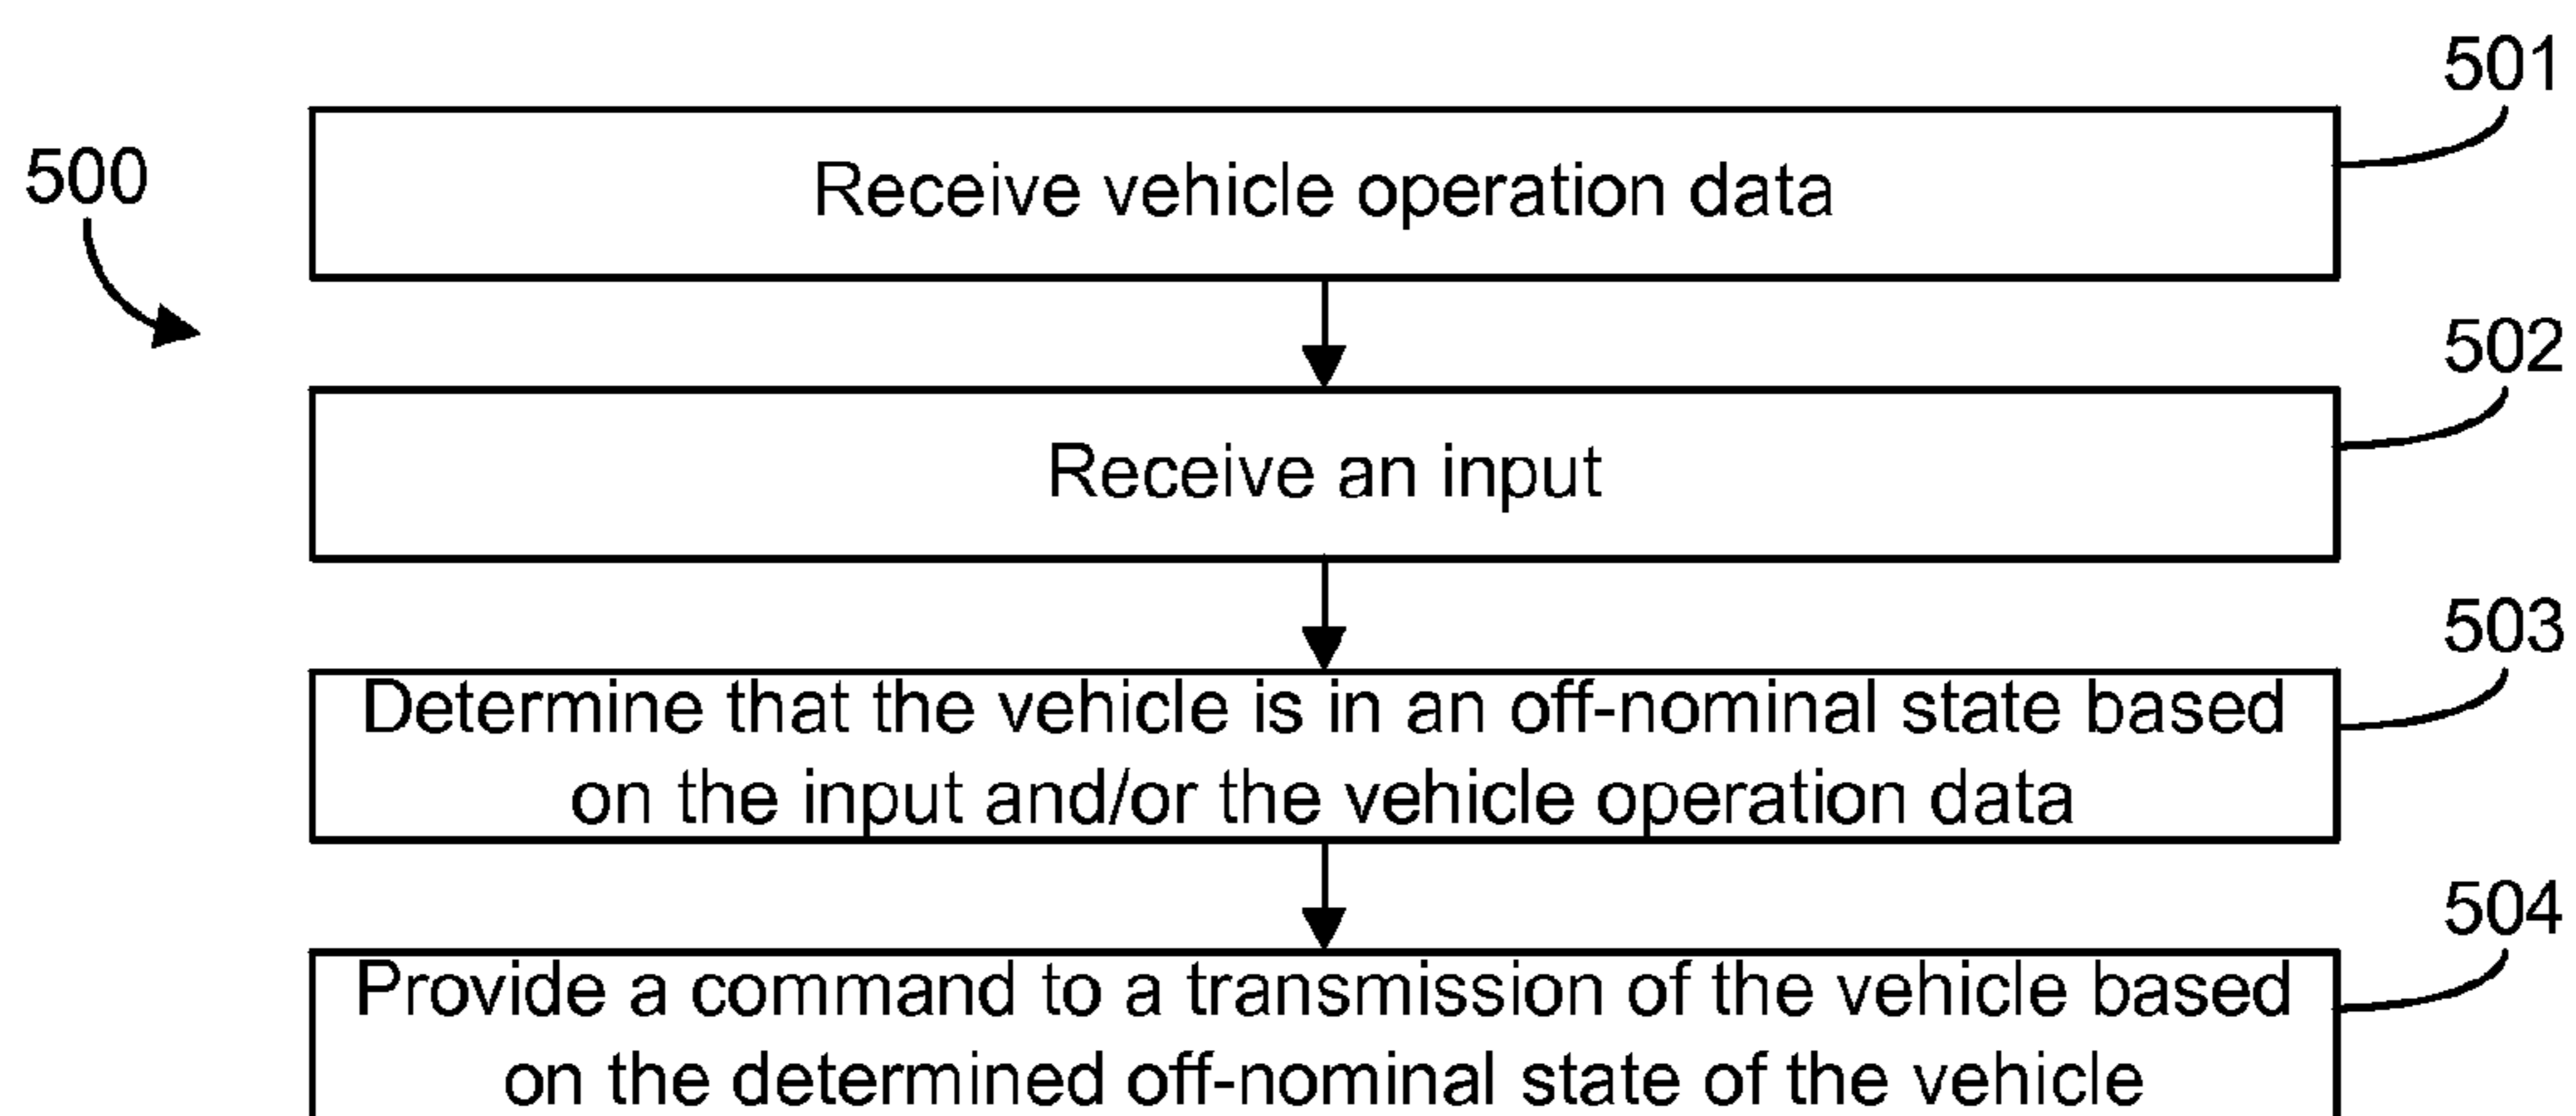 501
500
Receive vehicle operation data
502
Receive an input
503
Determine that the vehicle is in an off-nominal state based
on the input and/or the vehicle operation data
504
Provide a command to a transmission of the vehicle based
on the determined off-nominal state of the vehicle